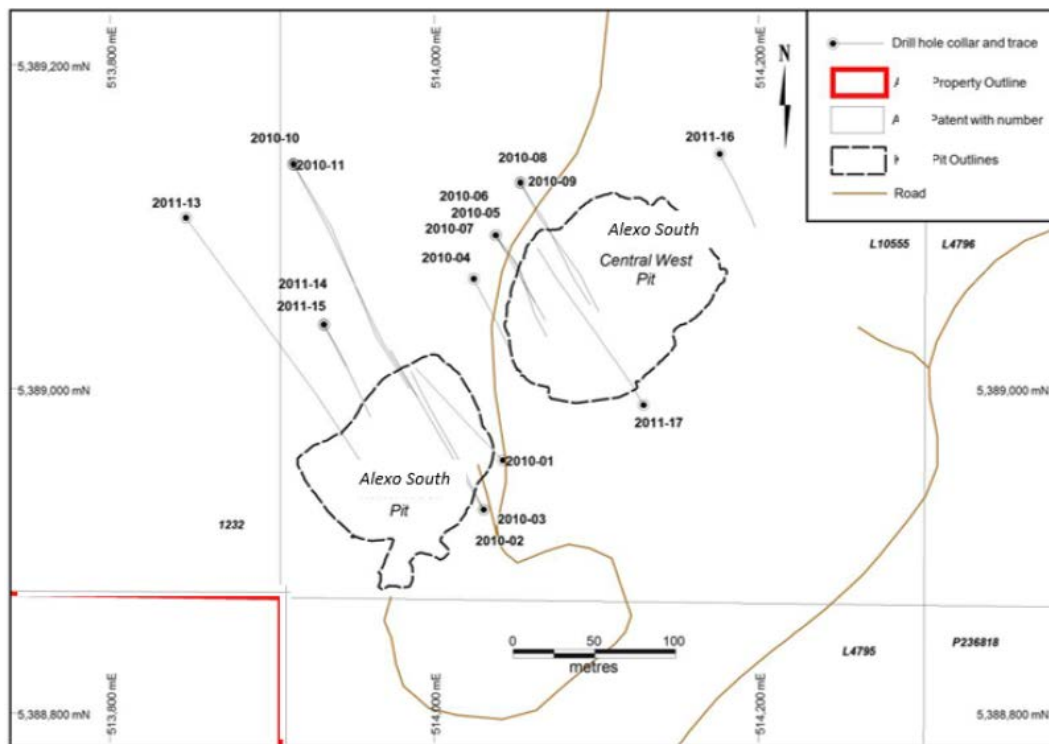 513,800 mE
514,000 mE
514,200 mE
5,389,200 mN
N
Drill hole collar and trace
A Property Outline
A Patent with number
K Pit Outlines
Road
2010-10
2010-11
2010-08
2010-09
2011-16
2011-13
2010-06
2010-05
2010-07
2010-04
Alexo South
Central West
Pit
L10555
L4796
2011-14
2011-15
5,389,000 mN
5,389,000 mN
2011-17
2010-01
Alexo South
Pit
2010-03
2010-02
1232
0 50 100
metres
L4795
P236818
5,388,800 mN
5,388,800 mN
513,800 mE
514,000 mE
514,200 mE